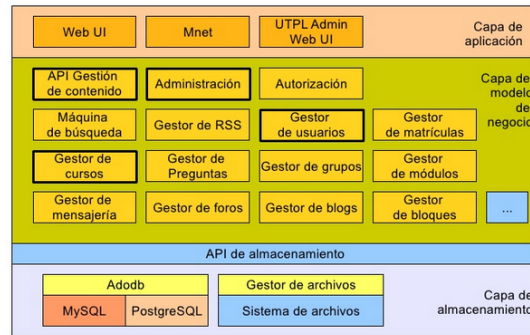 Web UI
Mnet
UTPL Admin
Web UI
Capa de
aplicación
API Gestión
de contenido
Administración
Autorización
Capa de
modelo
de
negocio
Máquina
de búsqueda
Gestor de RSS
Gestor
de usuarios
Gestor
de matrículas
Gestor de
cursos
Gestor de
Preguntas
Gestor de grupos
Gestor
de módulos
Gestor de
mensajería
Gestor de foros
Gestor de blogs
Gestor
de bloques
...
API de almacenamiento
Adodb
Gestor de archivos
MySQL
PostgreSQL
Sistema de archivos
Capa de
almacenamiento